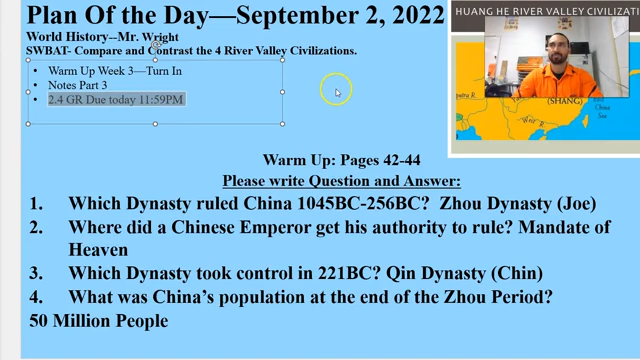 Plan Of the Day—September 2, 2022
World History--Mr. Wright
SWBAT- Compare and Contrast the 4 River Valley Civilizations.
• Warm Up Week 3—Turn In
• Notes Part 3
• 2.4 GR Due today 11:59PM
HUANG HE RIVER VALLEY CIVILIZATI
(SHANG)
East
China
Sea
Warm Up: Pages 42-44
Please write Question and Answer:
1. Which Dynasty ruled China 1045BC-256BC? Zhou Dynasty (Joe)
2. Where did a Chinese Emperor get his authority to rule? Mandate of
Heaven
3. Which Dynasty took control in 221BC? Qin Dynasty (Chin)
4. What was China's population at the end of the Zhou Period?
50 Million People